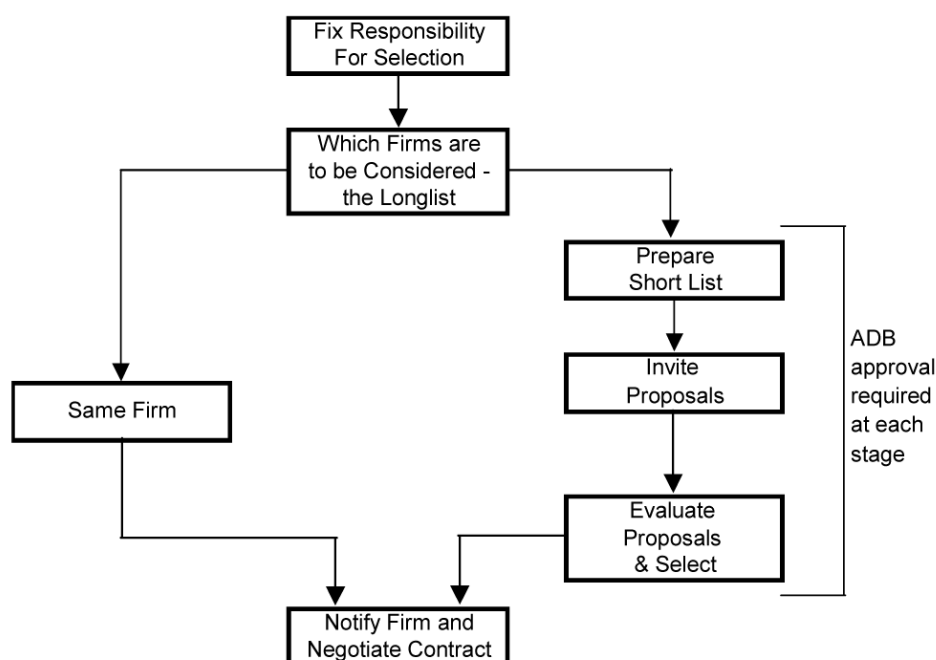 Fix Responsibility
For Selection
Which Firms are
to be Considered -
the Longlist
Prepare
Short List
Invite
Proposals
ADB
approval
required
at each
stage
Same Firm
Evaluate
Proposals
& Select
Notify Firm and
Negotiate Contract